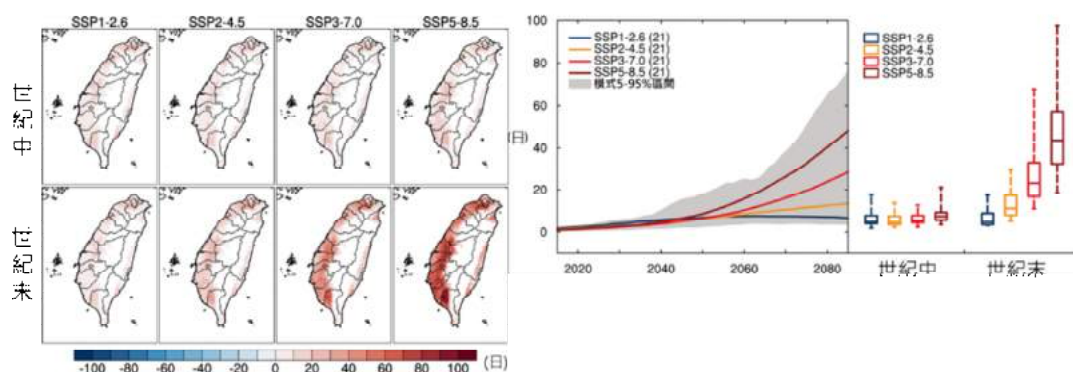 SSP1-2.6 SSP2-4.5 SSP3-7.0 SSP5-8.5
世紀中
世紀末
-100 -80 -60 -40 -20 0 20 40 60 80 100 (日)
100
80
60
40
20
0
(日)
SSP1-2.6 (21)
SSP2-4.5 (21)
SSP3-7.0 (21)
SSP5-8.5 (21)
模式5-95%區間
2020 2040 2060 2080
SSP1-2.6
SSP2-4.5
SSP3-7.0
SSP5-8.5
世紀中 世紀末